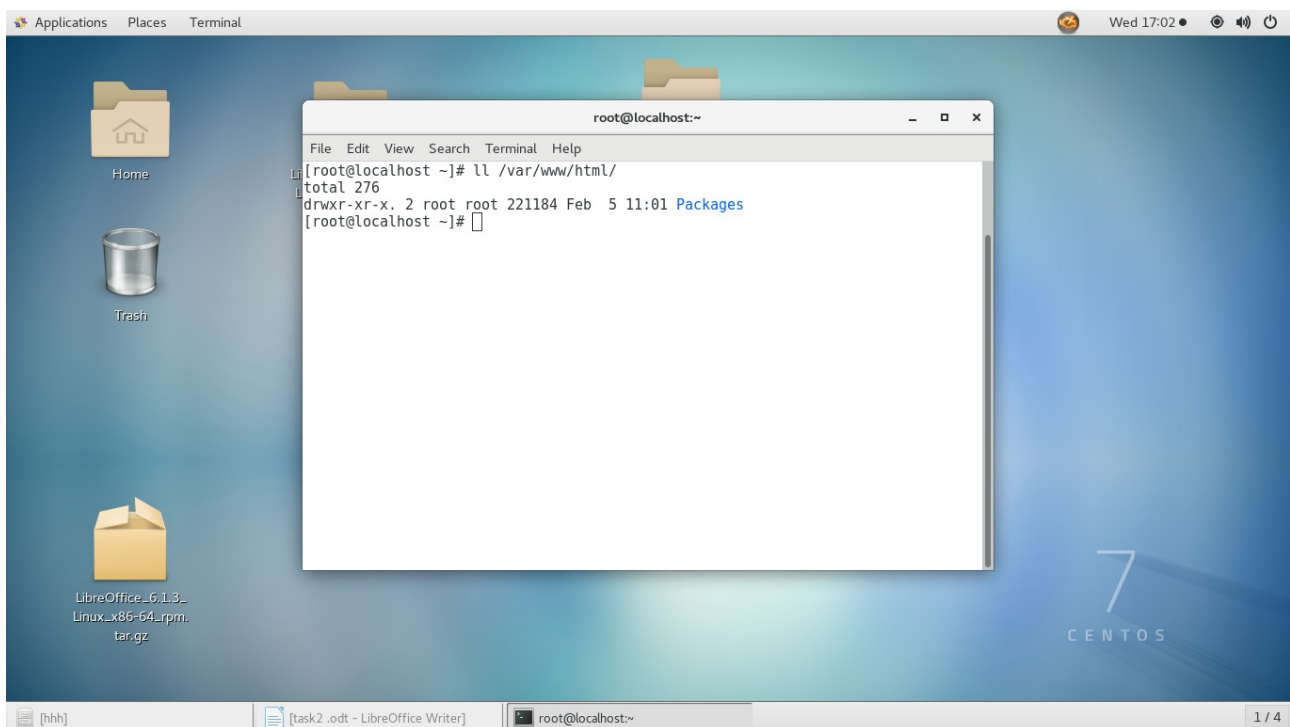 Applications Places Terminal
Wed 17:02
Home
Trash
LibreOffice_6.1.3_
Linux_x86-64_rpm.
tar.gz
root@localhost:~
File Edit View Search Terminal Help
[root@localhost ~]# ll /var/www/html/
total 276
drwxr-xr-x. 2 root root 221184 Feb  5 11:01 Packages
[root@localhost ~]#
7
CENTOS
[hhh]
[task2 .odt - LibreOffice Writer]
root@localhost:~
1 / 4